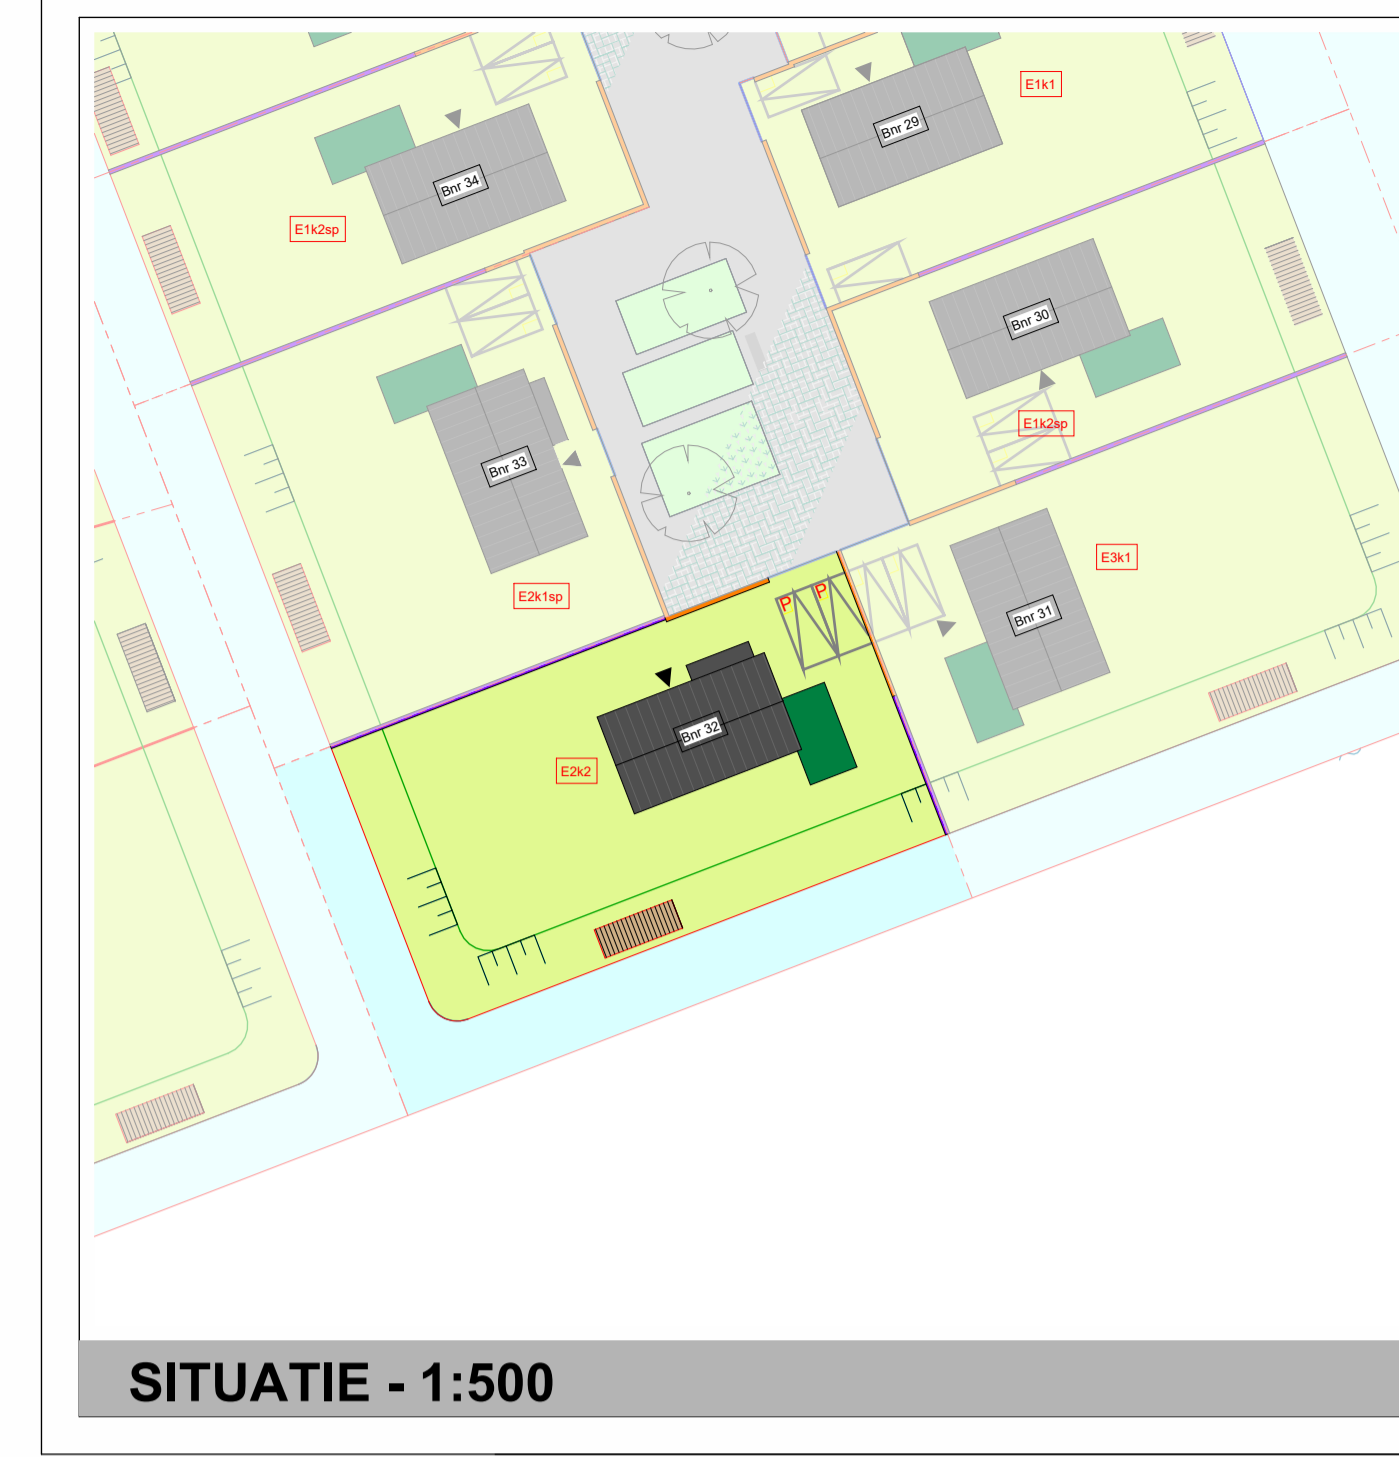 E1k1
Bnr 29
Bnr 34
E1k2sp
Bnr 30
E1k2sp
Bnr 33
E3k1
E2k1sp
P P
Bnr 31
Bnr 32
E2k2
SITUATIE - 1:500